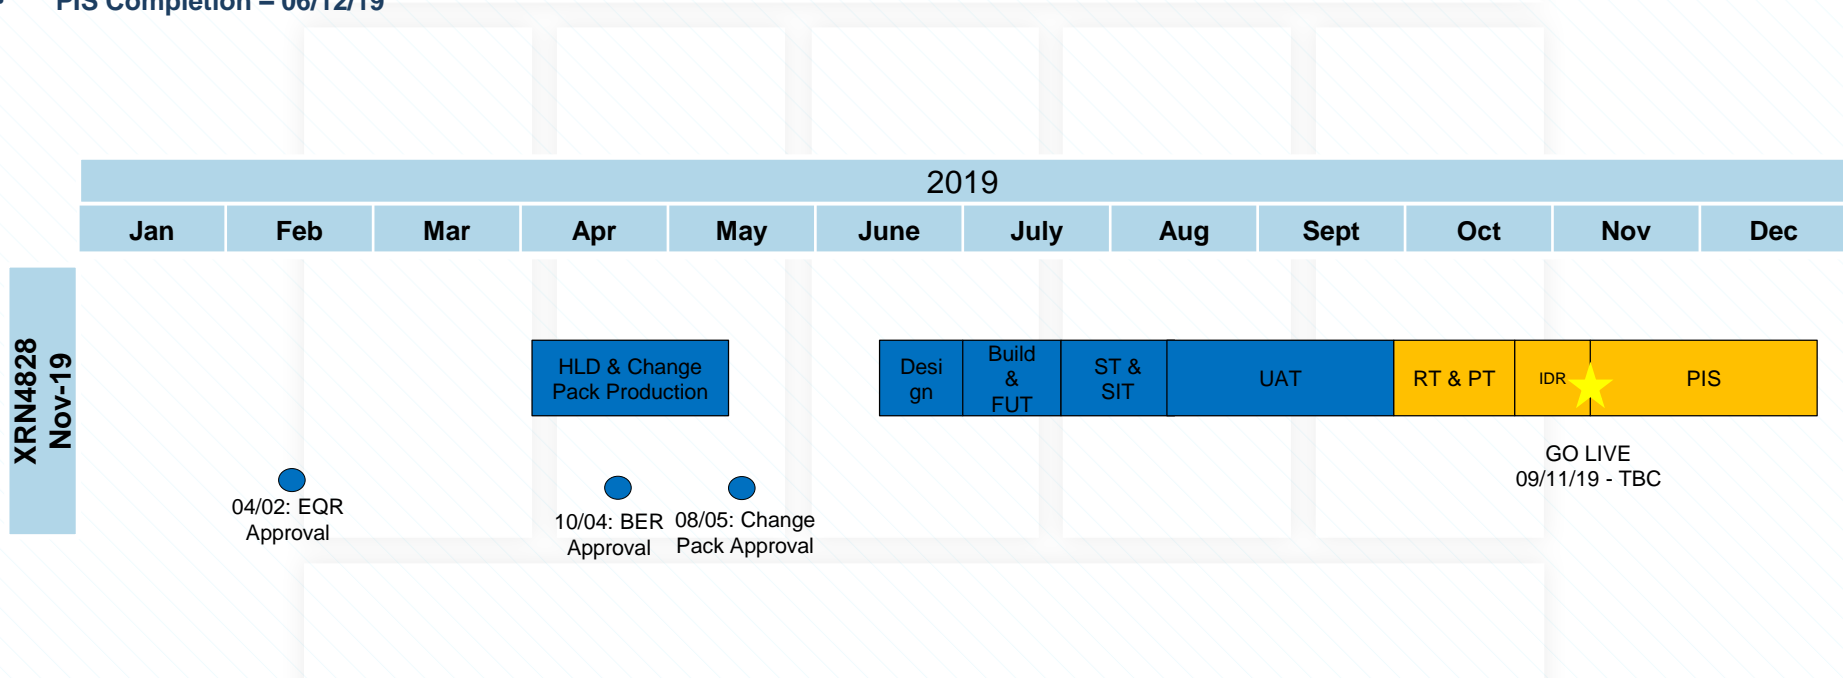 PIS Completion – 06/12/19
2019
Jan Feb Mar Apr May June July Aug Sept Oct Nov Dec
XRN4828
Nov-19
HLD & Change
Pack Production
Desi
gn
Build
&
FUT
ST &
SIT
UAT
RT & PT
IDR
PIS
GO LIVE
09/11/19 - TBC
04/02: EQR
Approval
10/04: BER
Approval
08/05: Change
Pack Approval